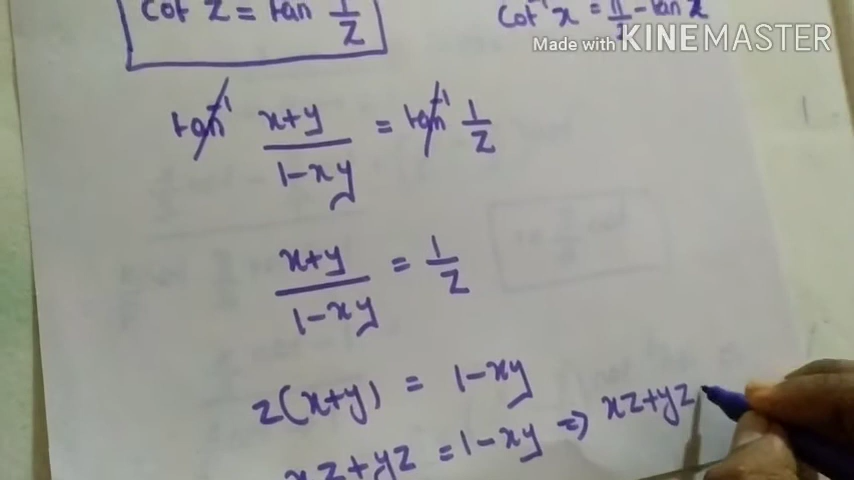 cot z = tan 1/z
cot⁻¹ x = π/2 - tan⁻¹ x
Made with KINEMASTER
tan⁻¹ x+y/1-xy = tan⁻¹ 1/z
x+y/1-xy = 1/z
z(x+y) = 1-xy
xz+yz = 1-xy ⇒ xz+yz